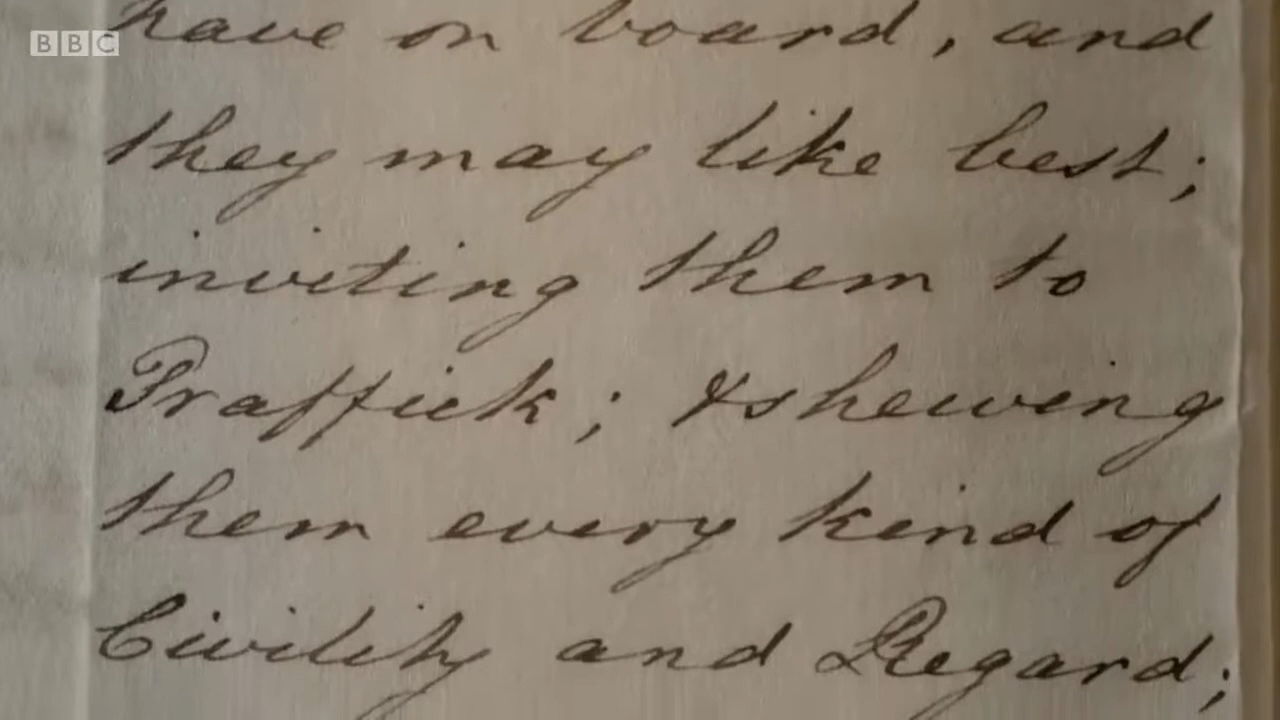 BBC
have on board, and
they may like best;
inviting them to
Traffick; & shewing
them every kind of
Civility and Regard;